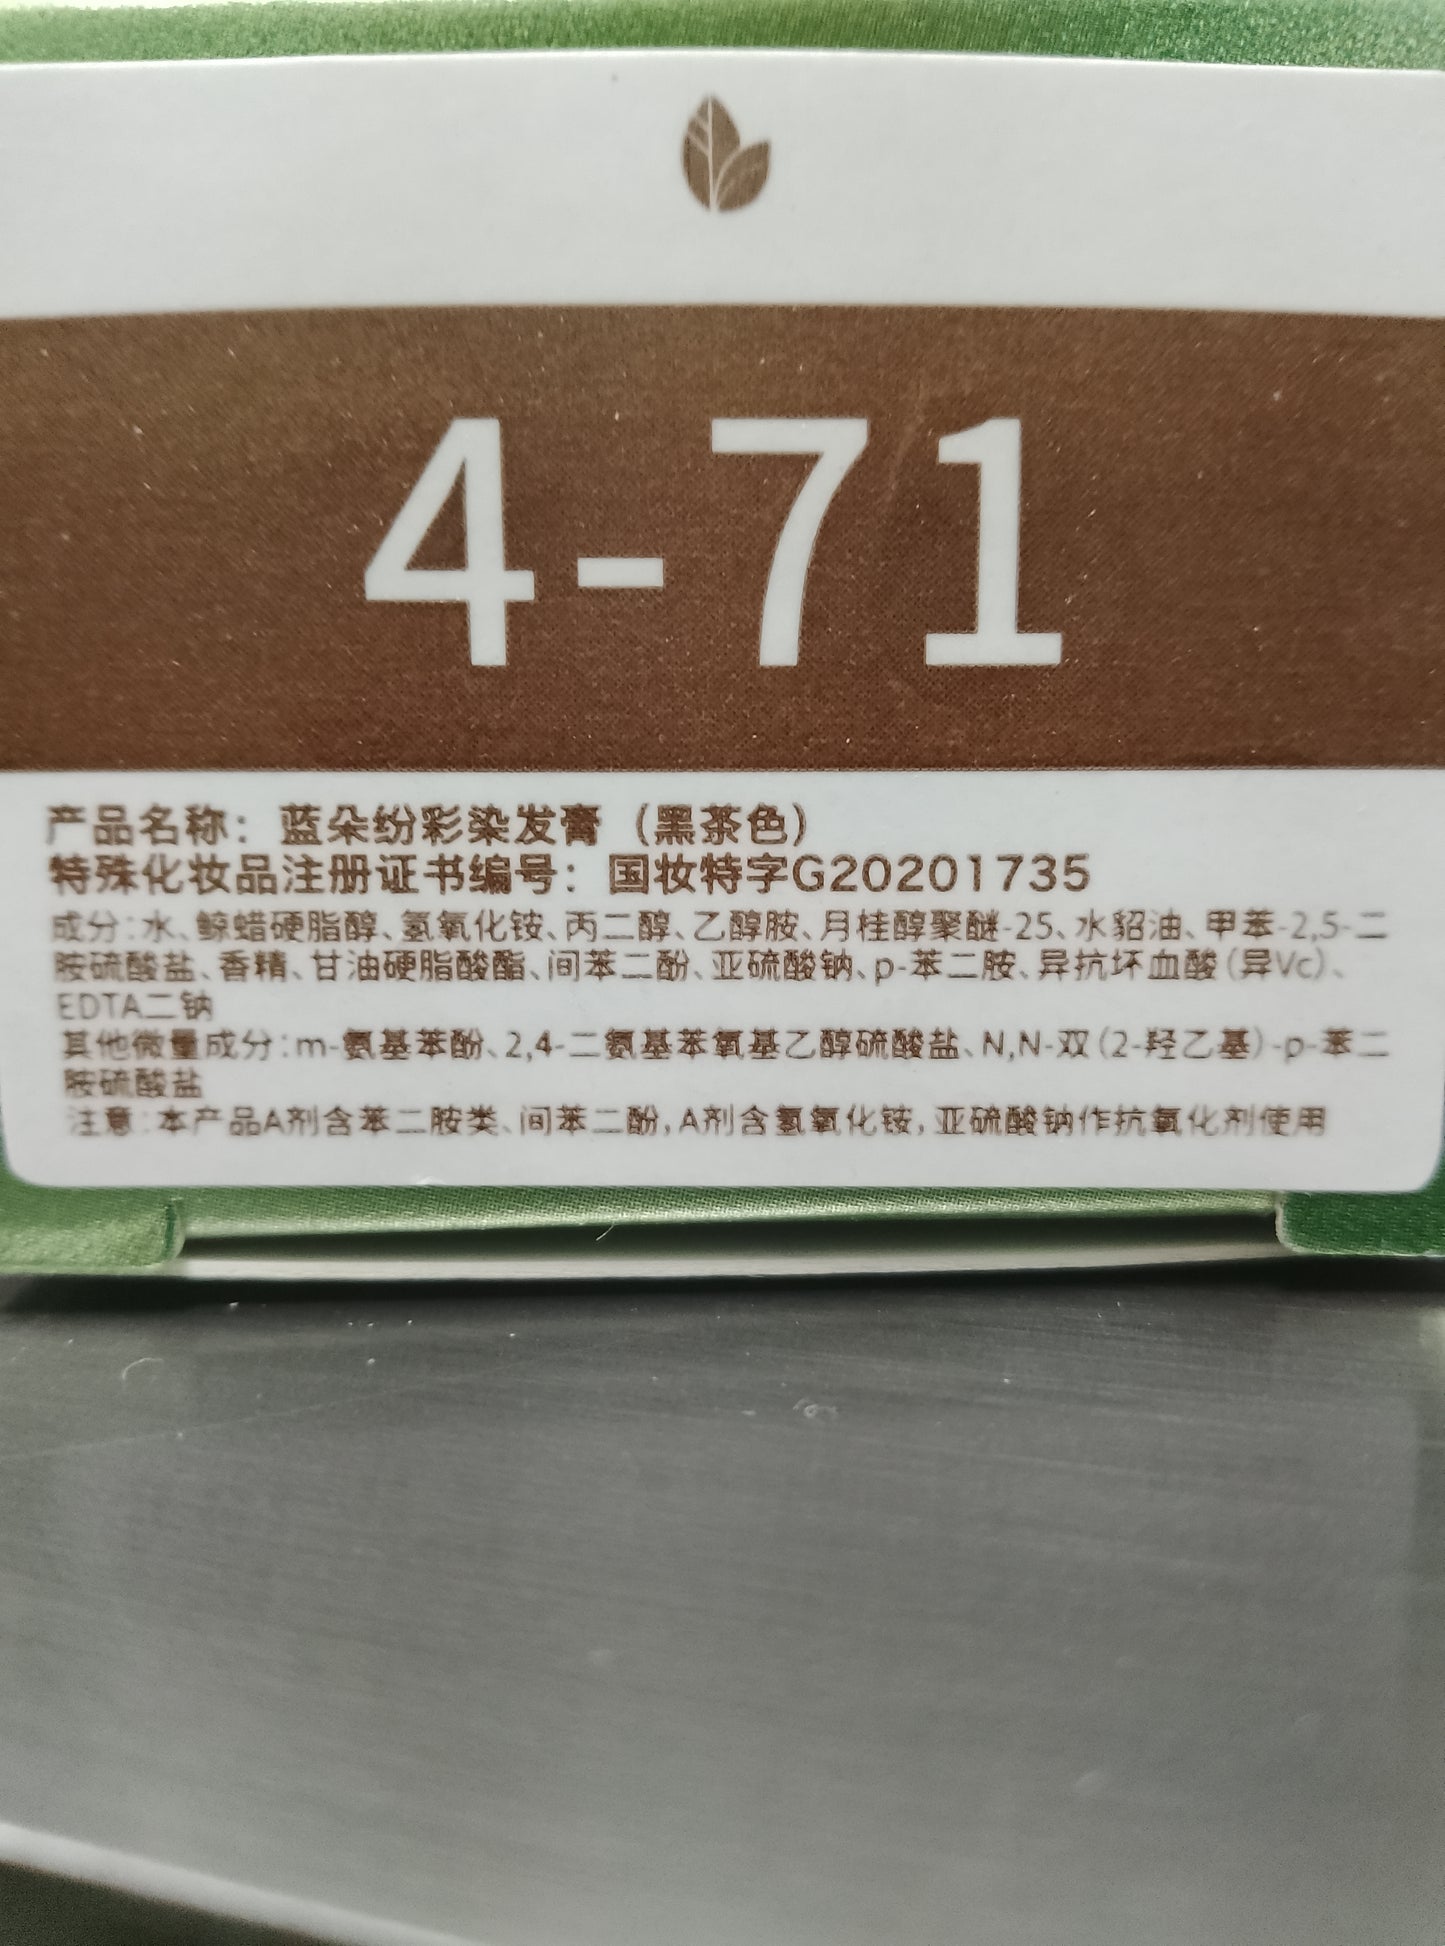 4-71
产品名称：蓝朵纷彩染发膏（黑茶色）
特殊化妆品注册证书编号：国妆特字G20201735
成分：水、鲸蜡硬脂醇、氢氧化铵、丙二醇、乙醇胺、月桂醇聚醚-25、水貂油、甲苯-2,5-二
胺硫酸盐、香精、甘油硬脂酸酯、间苯二酚、亚硫酸钠、p-苯二胺、异抗坏血酸（异Vc）、
EDTA二钠
其他微量成分：m-氨基苯酚、2,4-二氨基苯氧基乙醇硫酸盐、N,N-双（2-羟乙基）-p-苯二
胺硫酸盐
注意：本产品A剂含苯二胺类、间苯二酚，A剂含氢氧化铵，亚硫酸钠作抗氧化剂使用